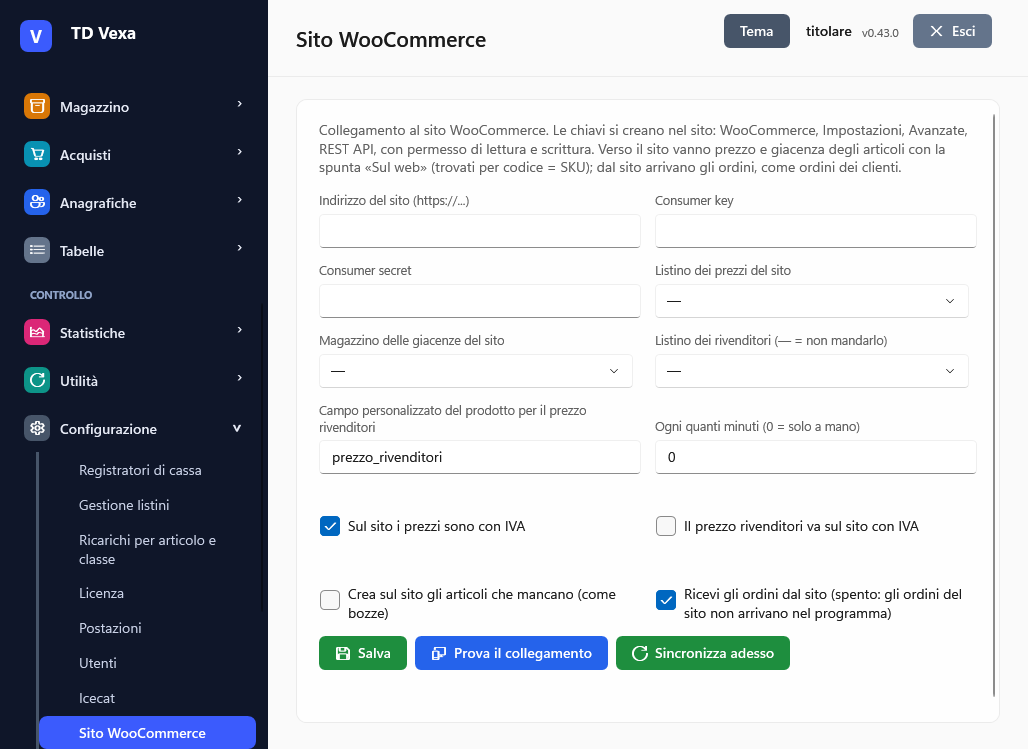 V
TD Vexa
Magazzino
Acquisti
Anagrafiche
Tabelle
CONTROLLO
Statistiche
Utilità
Configurazione
Registratori di cassa
Gestione listini
Ricarichi per articolo e
classe
Licenza
Postazioni
Utenti
Icecat
Sito WooCommerce
Sito WooCommerce
Tema
titolare
v0.43.0
Esci
Collegamento al sito WooCommerce. Le chiavi si creano nel sito: WooCommerce, Impostazioni, Avanzate,
REST API, con permesso di lettura e scrittura. Verso il sito vanno prezzo e giacenza degli articoli con la
spunta «Sul web» (trovati per codice = SKU); dal sito arrivano gli ordini, come ordini dei clienti.
Indirizzo del sito (https://...)
Consumer key
Consumer secret
Listino dei prezzi del sito
—
Magazzino delle giacenze del sito
—
Listino dei rivenditori (— = non mandarlo)
—
Campo personalizzato del prodotto per il prezzo
rivenditori
prezzo_rivenditori
Ogni quanti minuti (0 = solo a mano)
0
Sul sito i prezzi sono con IVA
Il prezzo rivenditori va sul sito con IVA
Crea sul sito gli articoli che mancano (come
bozze)
Ricevi gli ordini dal sito (spento: gli ordini del
sito non arrivano nel programma)
Salva
Prova il collegamento
Sincronizza adesso